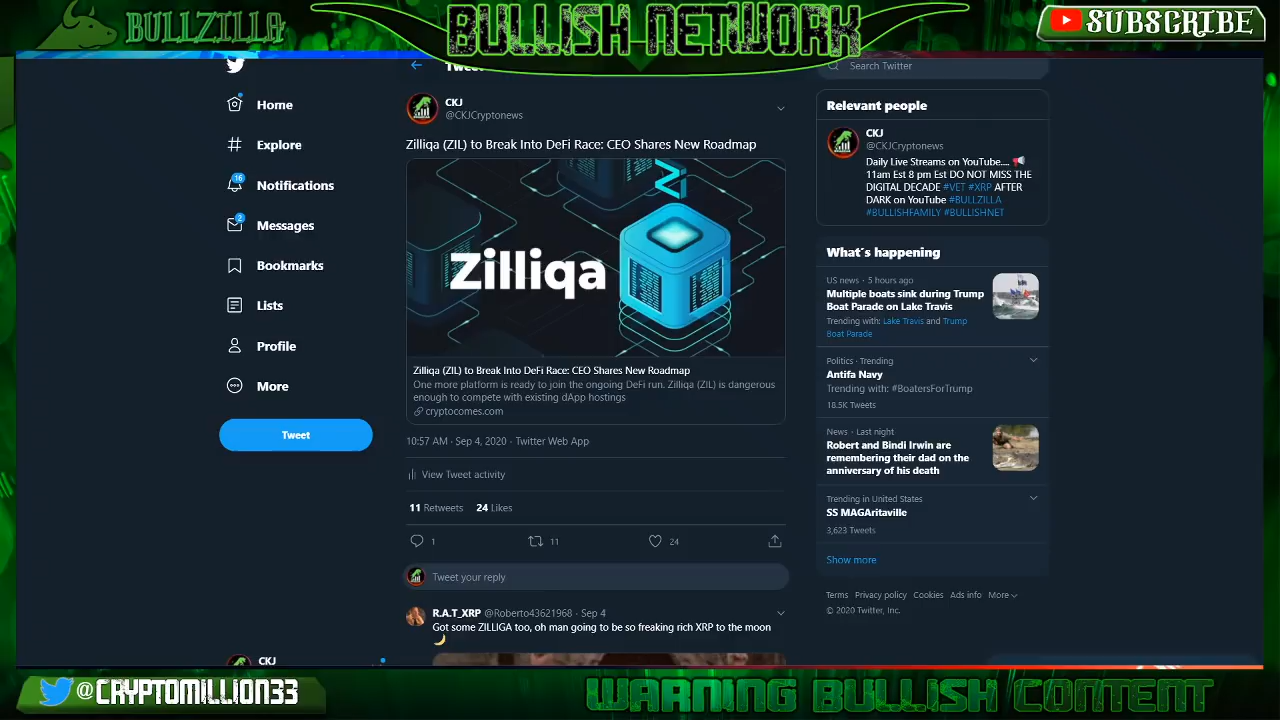 BULLZILLA
BULLISH NETWORK
SUBSCRIBE
Home
Explore
16
Notifications
2
Messages
Bookmarks
Lists
Profile
More
Tweet
CKJ
Tweet
CKJ
@CKJCryptonews
Zilliqa (ZIL) to Break Into DeFi Race: CEO Shares New Roadmap
Zilliqa
Zilliqa (ZIL) to Break Into DeFi Race: CEO Shares New Roadmap
One more platform is ready to join the ongoing DeFi run. Zilliqa (ZIL) is dangerous
enough to compete with existing dApp hostings
cryptocomes.com
10:57 AM · Sep 4, 2020 · Twitter Web App
View Tweet activity
11 Retweets 24 Likes
1 11 24
Tweet your reply
R.A.T_XRP @Roberto43621968 · Sep 4
Got some ZILLIGA too, oh man going to be so freaking rich XRP to the moon
🌙
Search Twitter
Relevant people
CKJ
@CKJCryptonews
Daily Live Streams on YouTube.... 📢
11am Est 8 pm Est DO NOT MISS THE
DIGITAL DECADE #VET #XRP AFTER
DARK on YouTube #BULLZILLA
#BULLISHFAMILY #BULLISHNET
What's happening
US news · 5 hours ago
Multiple boats sink during Trump
Boat Parade on Lake Travis
Trending with: Lake Travis and Trump
Boat Parade
Politics · Trending
Antifa Navy
Trending with: #BoatersForTrump
18.5K Tweets
News · Last night
Robert and Bindi Irwin are
remembering their dad on the
anniversary of his death
Trending in United States
SS MAGAritaville
3,623 Tweets
Show more
Terms Privacy policy Cookies Ads info More
© 2020 Twitter, Inc.
@CRYPTOMILLION33
WARNING BULLISH CONTENT